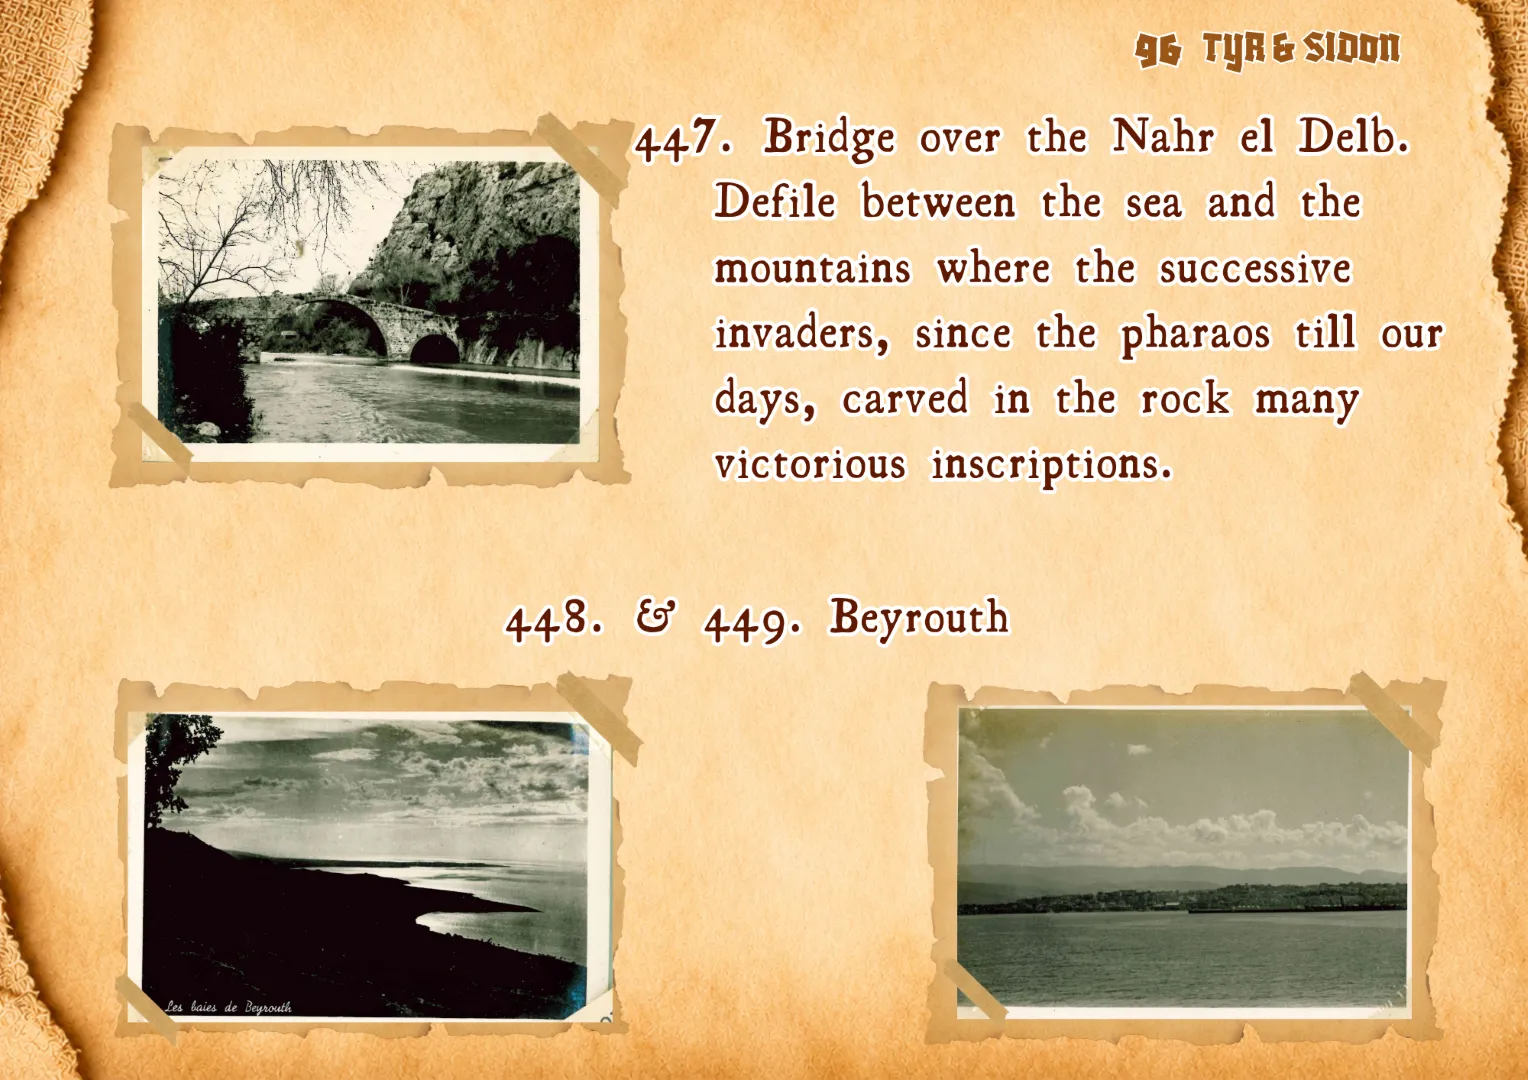 96 TYR & SIDON
447. Bridge over the Nahr el Delb.
Defile between the sea and the
mountains where the successive
invaders, since the pharaos till our
days, carved in the rock many
victorious inscriptions.
448. & 449. Beyrouth
Les baies de Beyrouth